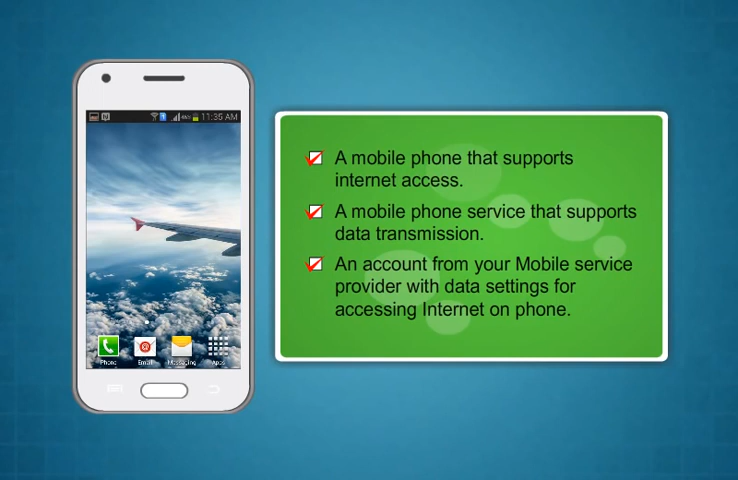 11:35 AM
A mobile phone that supports
internet access.
A mobile phone service that supports
data transmission.
An account from your Mobile service
provider with data settings for
accessing Internet on phone.
Phone Email Messaging Apps